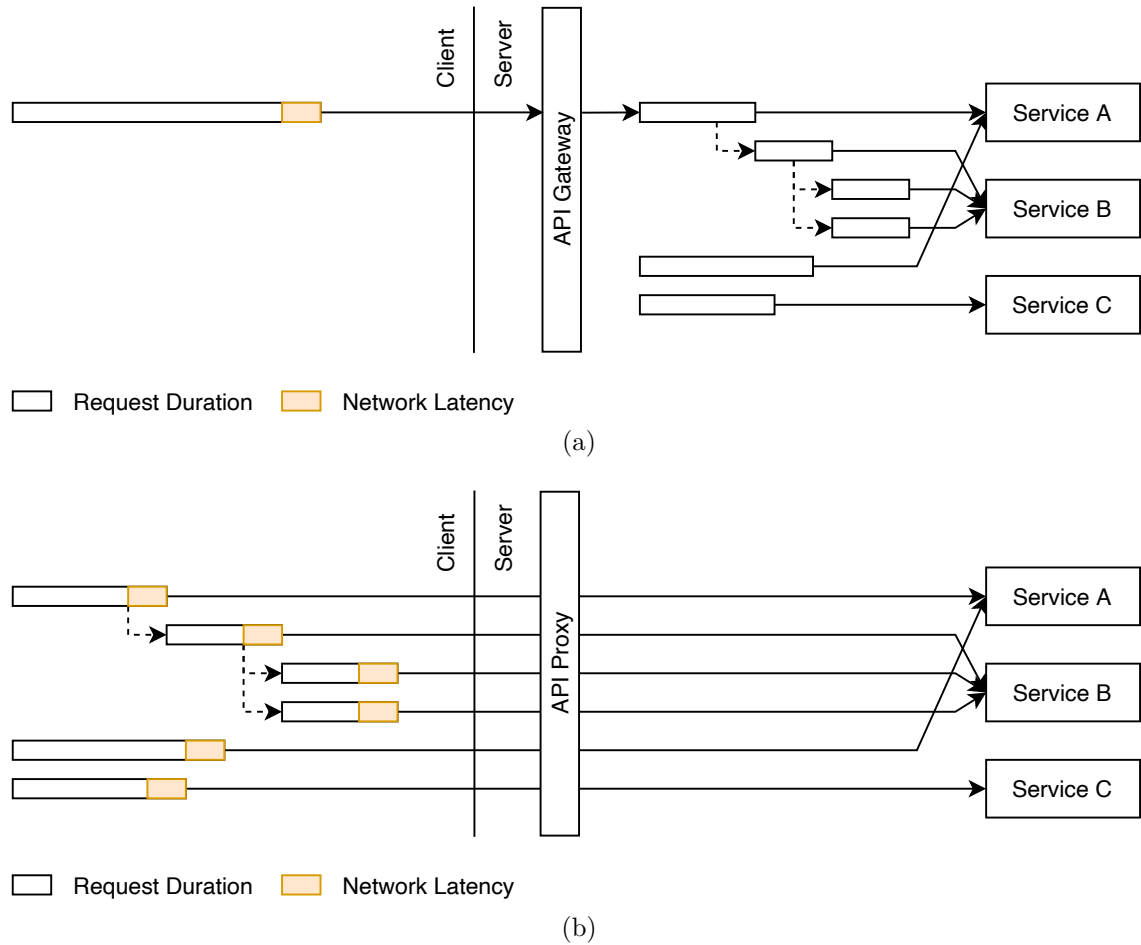 Client
Server
API Gateway
Service A
Service B
Service C
Request Duration
Network Latency
(a)
Client
Server
API Proxy
Service A
Service B
Service C
Request Duration
Network Latency
(b)